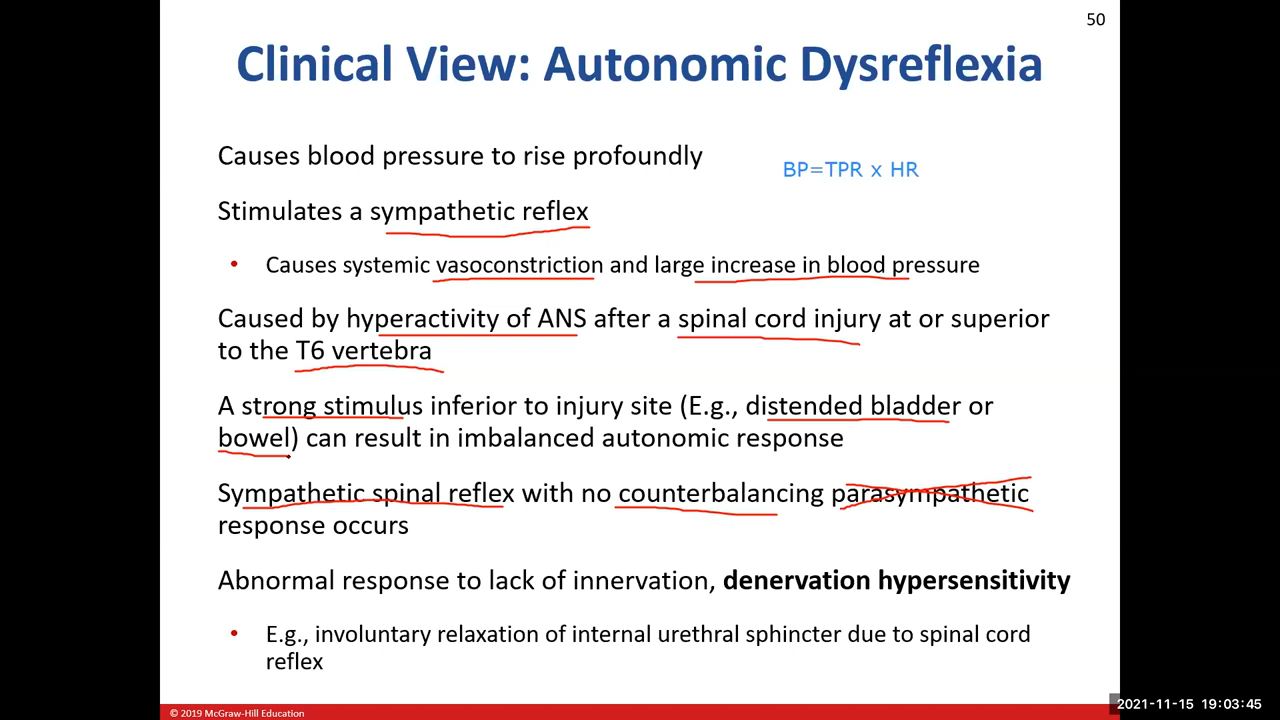 50
Clinical View: Autonomic Dysreflexia
Causes blood pressure to rise profoundly
BP=TPR x HR
Stimulates a sympathetic reflex
• Causes systemic vasoconstriction and large increase in blood pressure
Caused by hyperactivity of ANS after a spinal cord injury at or superior
to the T6 vertebra
A strong stimulus inferior to injury site (E.g., distended bladder or
bowel) can result in imbalanced autonomic response
Sympathetic spinal reflex with no counterbalancing parasympathetic
response occurs
Abnormal response to lack of innervation, denervation hypersensitivity
• E.g., involuntary relaxation of internal urethral sphincter due to spinal cord
reflex
© 2019 McGraw-Hill Education
2021-11-15 19:03:45